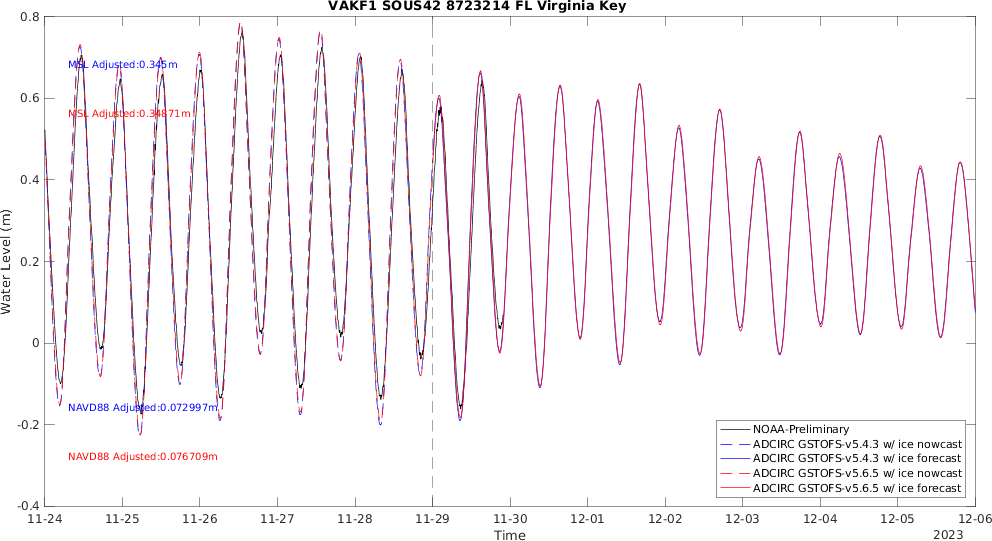 VAKF1 SOUS42 8723214 FL Virginia Key
0.8
0.6
0.4
0.2
0
-0.2
-0.4
Water Level (m)
MSL Adjusted:0.345m
MSL Adjusted:0.34871m
NAVD88 Adjusted:0.072997m
NAVD88 Adjusted:0.076709m
NOAA-Preliminary
ADCIRC GSTOFS-v5.4.3 w/ ice nowcast
ADCIRC GSTOFS-v5.4.3 w/ ice forecast
ADCIRC GSTOFS-v5.6.5 w/ ice nowcast
ADCIRC GSTOFS-v5.6.5 w/ ice forecast
11-24 11-25 11-26 11-27 11-28 11-29 11-30 12-01 12-02 12-03 12-04 12-05 12-06
Time
2023